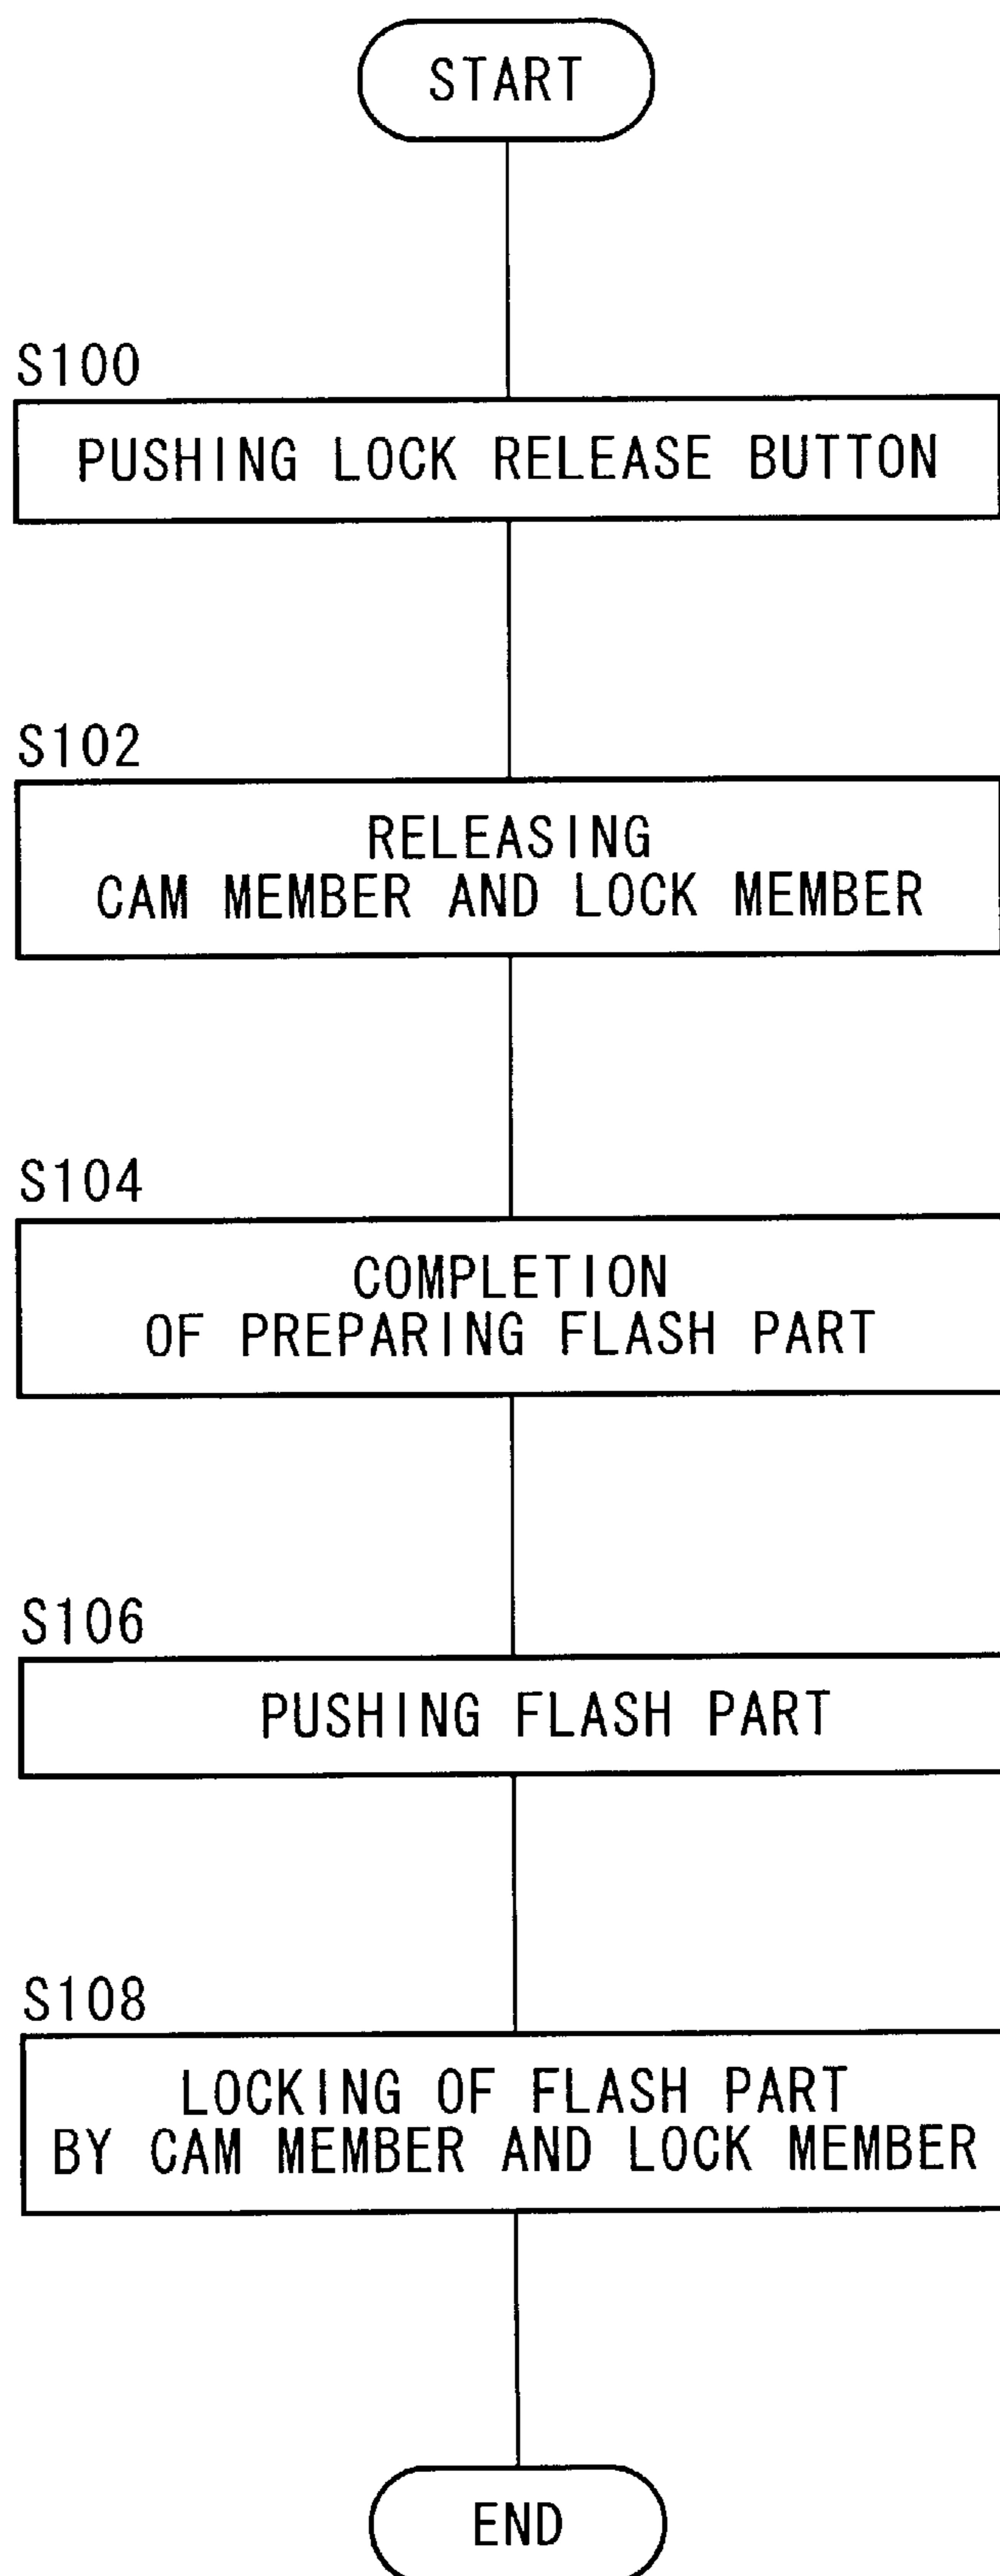 START
S100
PUSHING LOCK RELEASE BUTTON
S102
RELEASING
CAM MEMBER AND LOCK MEMBER
S104
COMPLETION
OF PREPARING FLASH PART
S106
PUSHING FLASH PART
S108
LOCKING OF FLASH PART
BY CAM MEMBER AND LOCK MEMBER
END